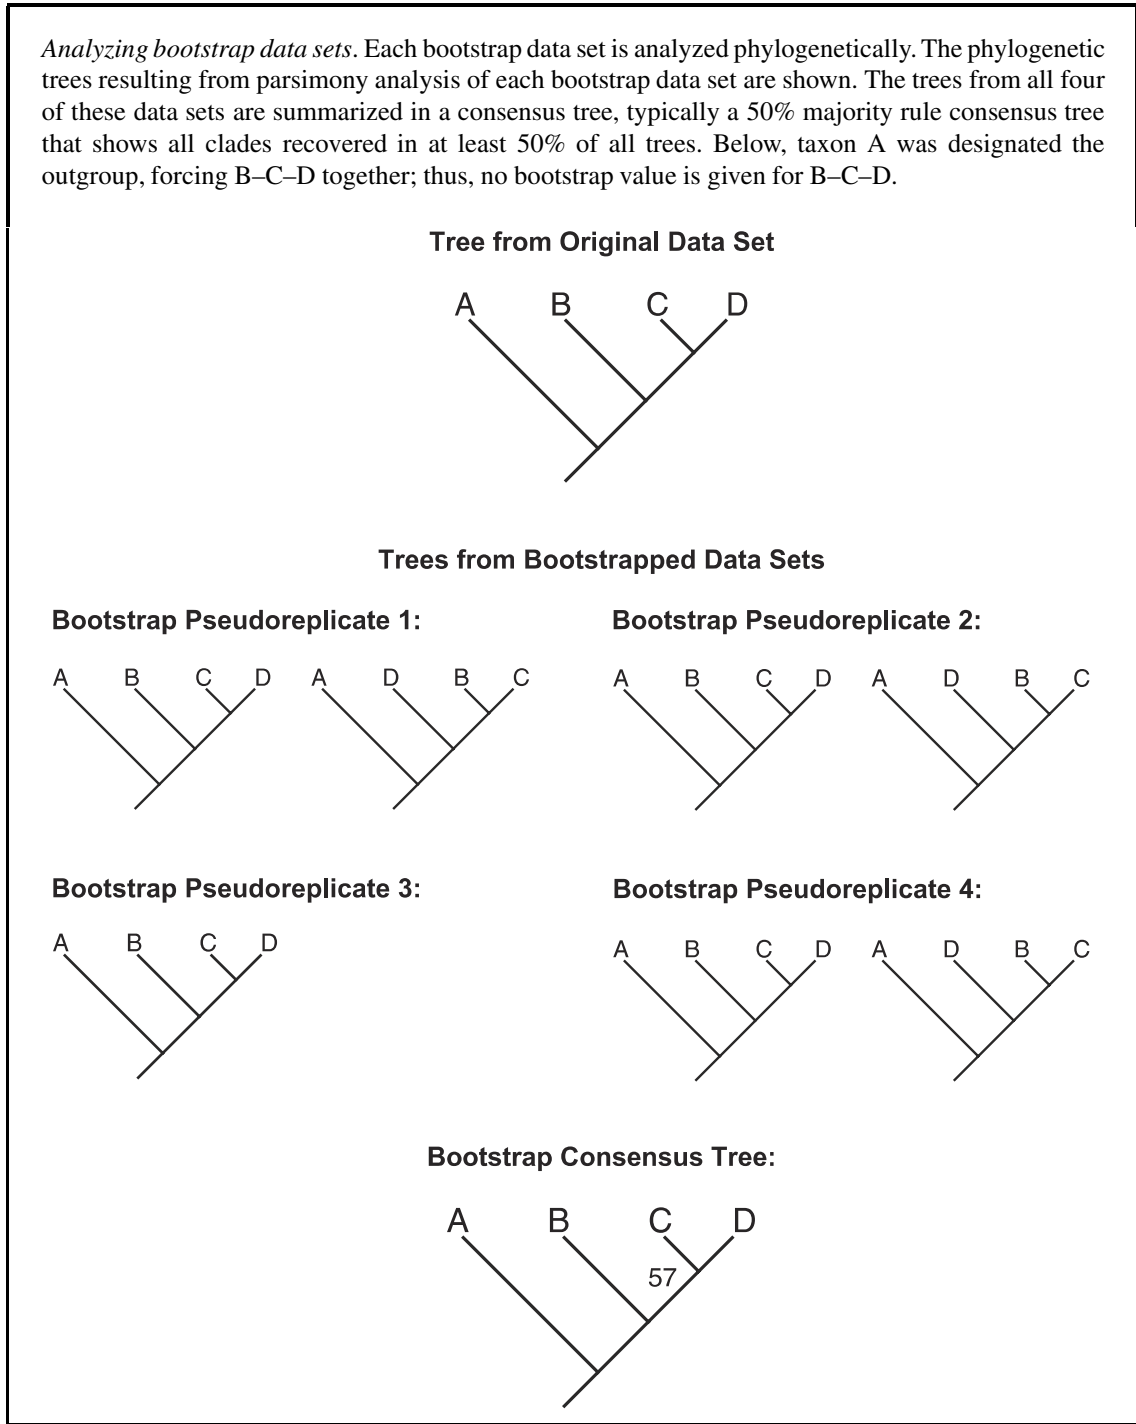 Analyzing bootstrap data sets. Each bootstrap data set is analyzed phylogenetically. The phylogenetic
trees resulting from parsimony analysis of each bootstrap data set are shown. The trees from all four
of these data sets are summarized in a consensus tree, typically a 50% majority rule consensus tree
that shows all clades recovered in at least 50% of all trees. Below, taxon A was designated the
outgroup, forcing B–C–D together; thus, no bootstrap value is given for B–C–D.
Tree from Original Data Set
A B C D
Trees from Bootstrapped Data Sets
Bootstrap Pseudoreplicate 1:
A B C D A D B C
Bootstrap Pseudoreplicate 2:
A B C D A D B C
Bootstrap Pseudoreplicate 3:
A B C D
Bootstrap Pseudoreplicate 4:
A B C D A D B C
Bootstrap Consensus Tree:
A B C D
57